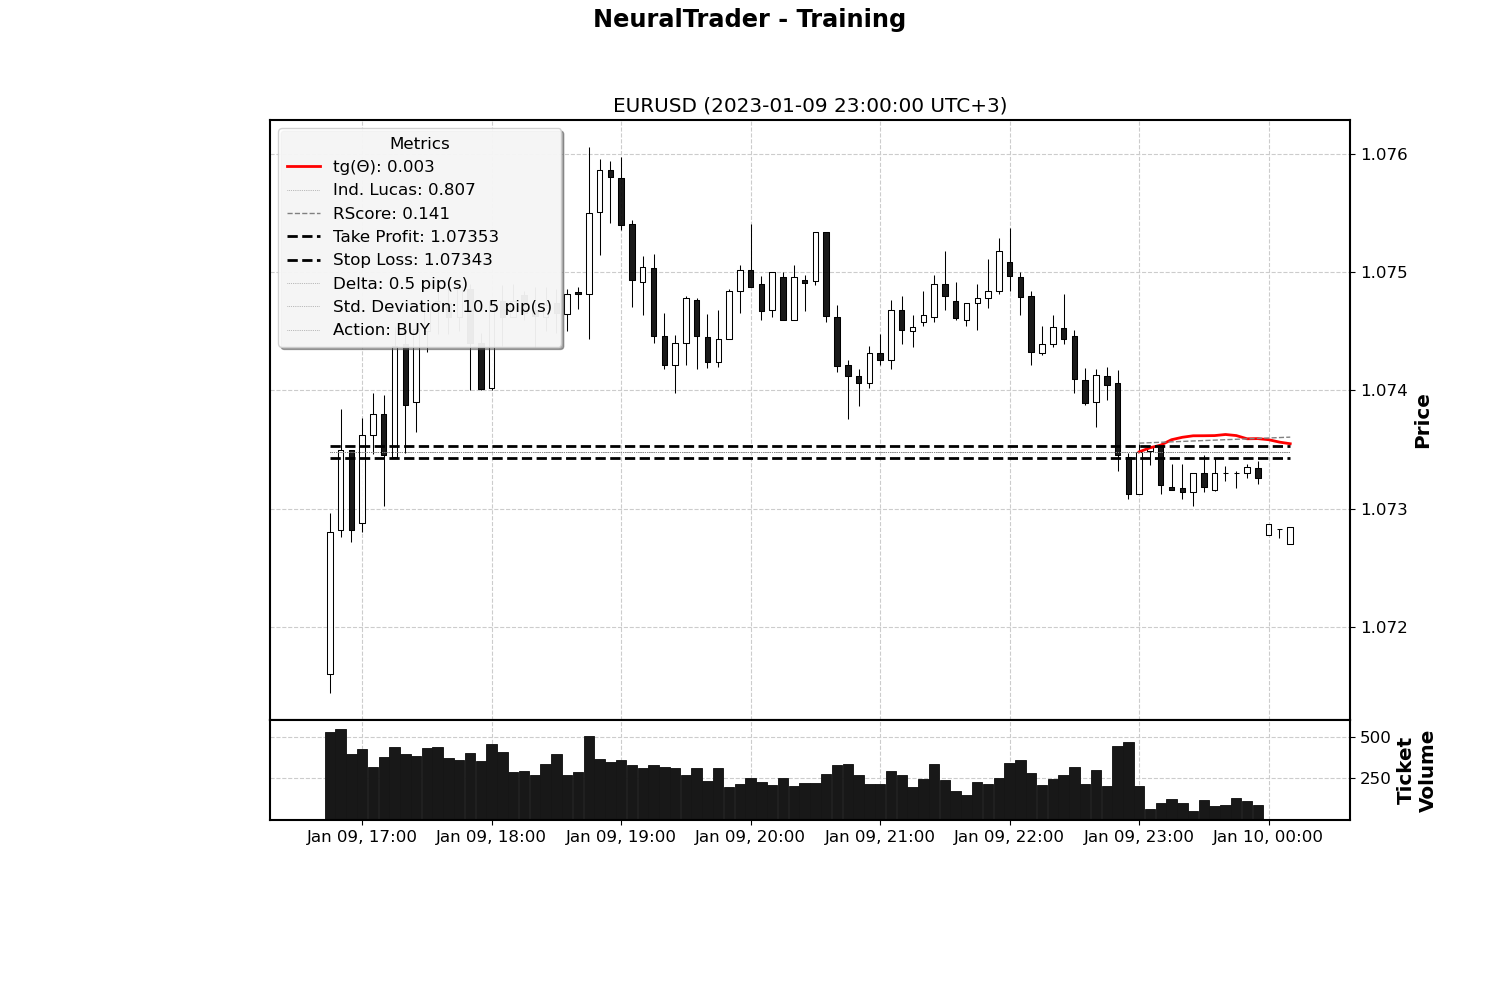 NeuralTrader - Training
EURUSD (2023-01-09 23:00:00 UTC+3)
Metrics
tg(Θ): 0.003
Ind. Lucas: 0.807
RScore: 0.141
Take Profit: 1.07353
Stop Loss: 1.07343
Delta: 0.5 pip(s)
Std. Deviation: 10.5 pip(s)
Action: BUY
1.076
1.075
1.074
1.073
1.072
Price
500
250
Ticket
Volume
Jan 09, 17:00
Jan 09, 18:00
Jan 09, 19:00
Jan 09, 20:00
Jan 09, 21:00
Jan 09, 22:00
Jan 09, 23:00
Jan 10, 00:00